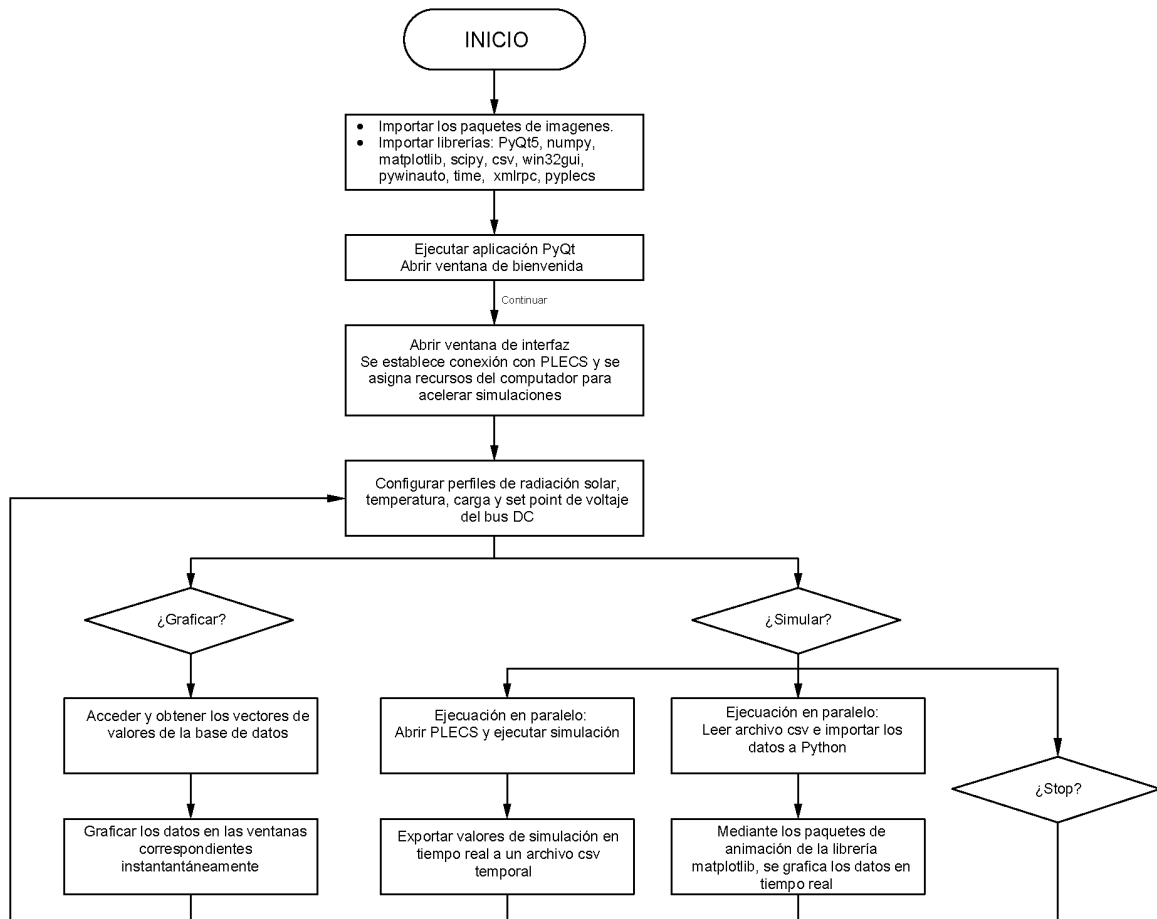 INICIO
• Importar los paquetes de imagenes.
• Importar librerías: PyQt5, numpy,
matplotlib, scipy, csv, win32gui,
pywinauto, time, xmlrpc, pyplecs
Ejecutar aplicación PyQt
Abrir ventana de bienvenida
Continuar
Abrir ventana de interfaz
Se establece conexión con PLECS y se
asigna recursos del computador para
acelerar simulaciones
Configurar perfiles de radiación solar,
temperatura, carga y set point de voltaje
del bus DC
¿Graficar?
¿Simular?
Acceder y obtener los vectores de
valores de la base de datos
Ejecuación en paralelo:
Abrir PLECS y ejecutar simulación
Ejecuación en paralelo:
Leer archivo csv e importar los
datos a Python
¿Stop?
Graficar los datos en las ventanas
correspondientes
instantantáneamente
Exportar valores de simulación en
tiempo real a un archivo csv
temporal
Mediante los paquetes de
animación de la librería
matplotlib, se grafica los datos en
tiempo real